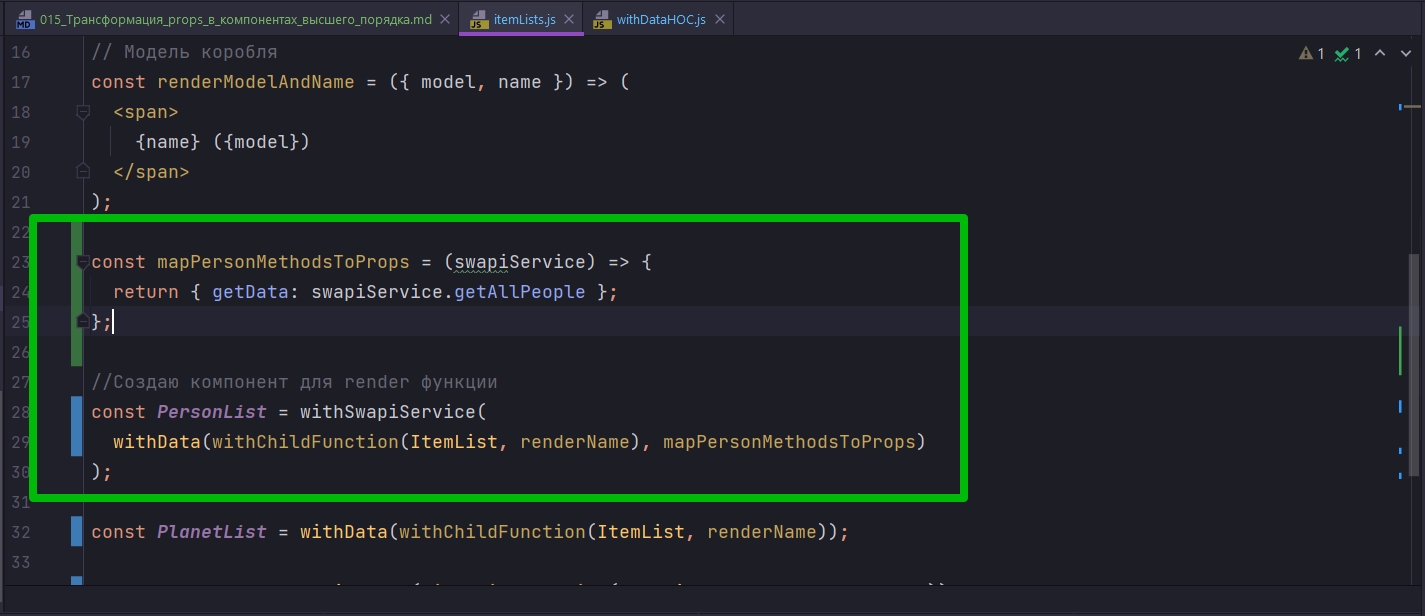 015_Трансформация_props_в_компонентах_высшего_порядка.md
itemLists.js
withDataHOC.js
1
1
16 // Модель коробля
17 const renderModelAndName = ({ model, name }) => (
18 <span>
19 {name} ({model})
20 </span>
21 );
22
23 const mapPersonMethodsToProps = (swapiService) => {
24 return { getData: swapiService.getAllPeople };
25 };
26
27 //Создаю компонент для render функции
28 const PersonList = withSwapiService(
29 withData(withChildFunction(ItemList, renderName), mapPersonMethodsToProps)
30 );
31
32 const PlanetList = withData(withChildFunction(ItemList, renderName));
33